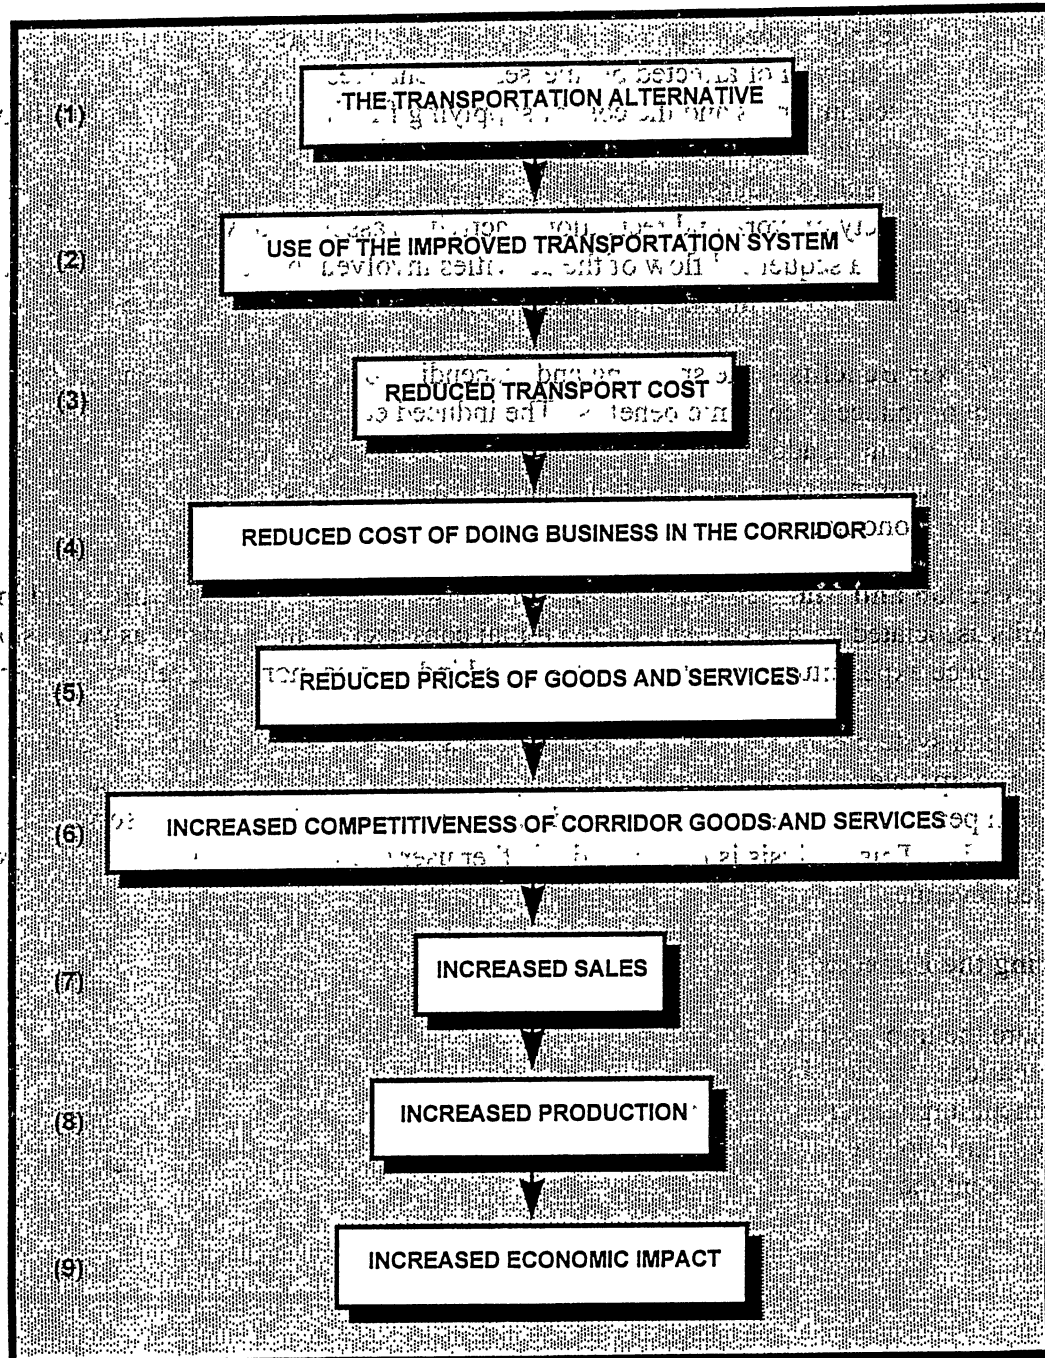 (1) THE TRANSPORTATION ALTERNATIVE
(2) USE OF THE IMPROVED TRANSPORTATION SYSTEM
(3) REDUCED TRANSPORT COST
(4) REDUCED COST OF DOING BUSINESS IN THE CORRIDOR
(5) REDUCED PRICES OF GOODS AND SERVICES
(6) INCREASED COMPETITIVENESS OF CORRIDOR GOODS AND SERVICES
(7) INCREASED SALES
(8) INCREASED PRODUCTION
(9) INCREASED ECONOMIC IMPACT